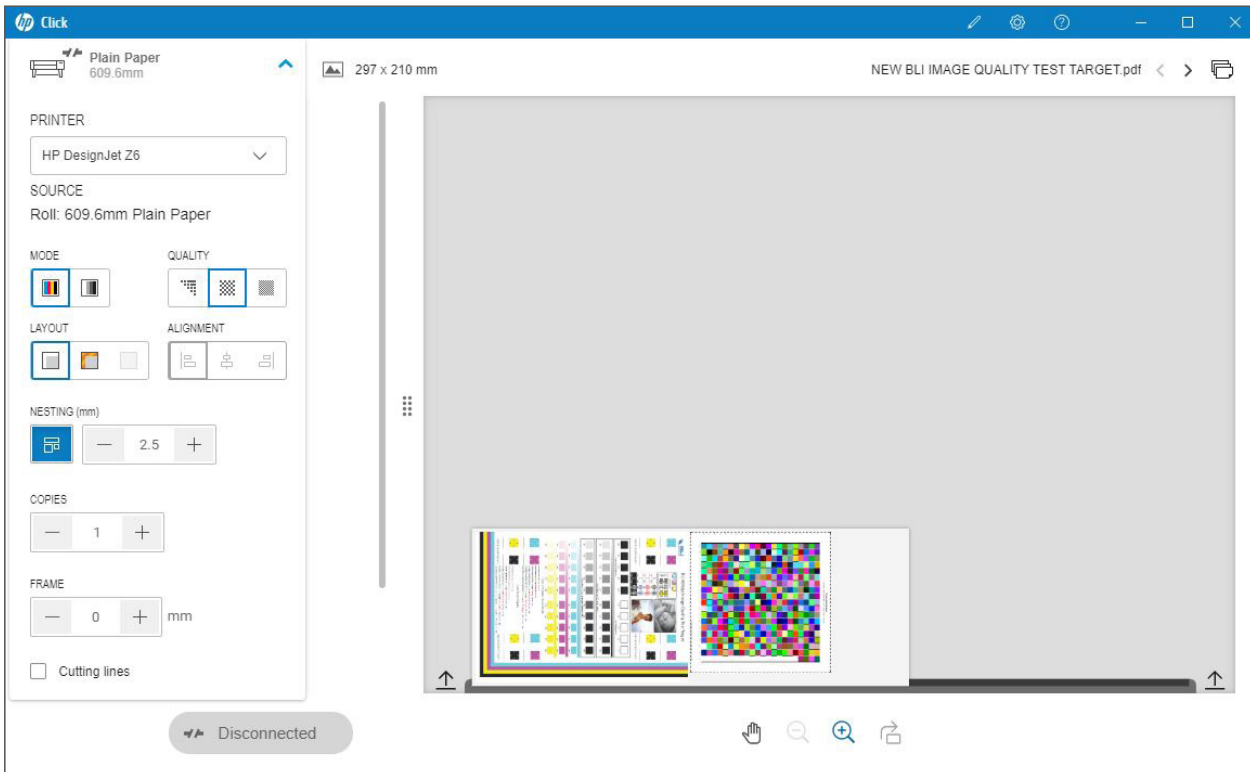 hp Click
Plain Paper
609.6mm
297 x 210 mm
NEW BLI IMAGE QUALITY TEST TARGET.pdf
PRINTER
HP DesignJet Z6
SOURCE
Roll: 609.6mm Plain Paper
MODE
QUALITY
LAYOUT
ALIGNMENT
NESTING (mm)
2.5
COPIES
1
FRAME
0 mm
Cutting lines
Disconnected